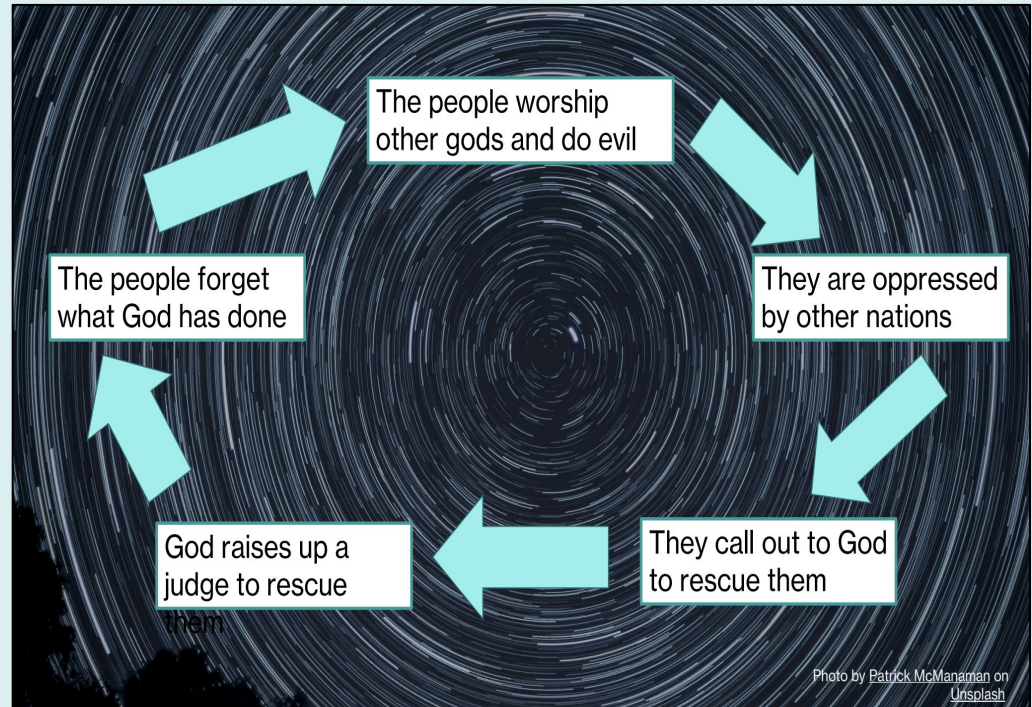 The people worship
other gods and do evil
They are oppressed
by other nations
They call out to God
to rescue them
God raises up a
judge to rescue
them
The people forget
what God has done
Photo by Patrick McManaman on
Unsplash